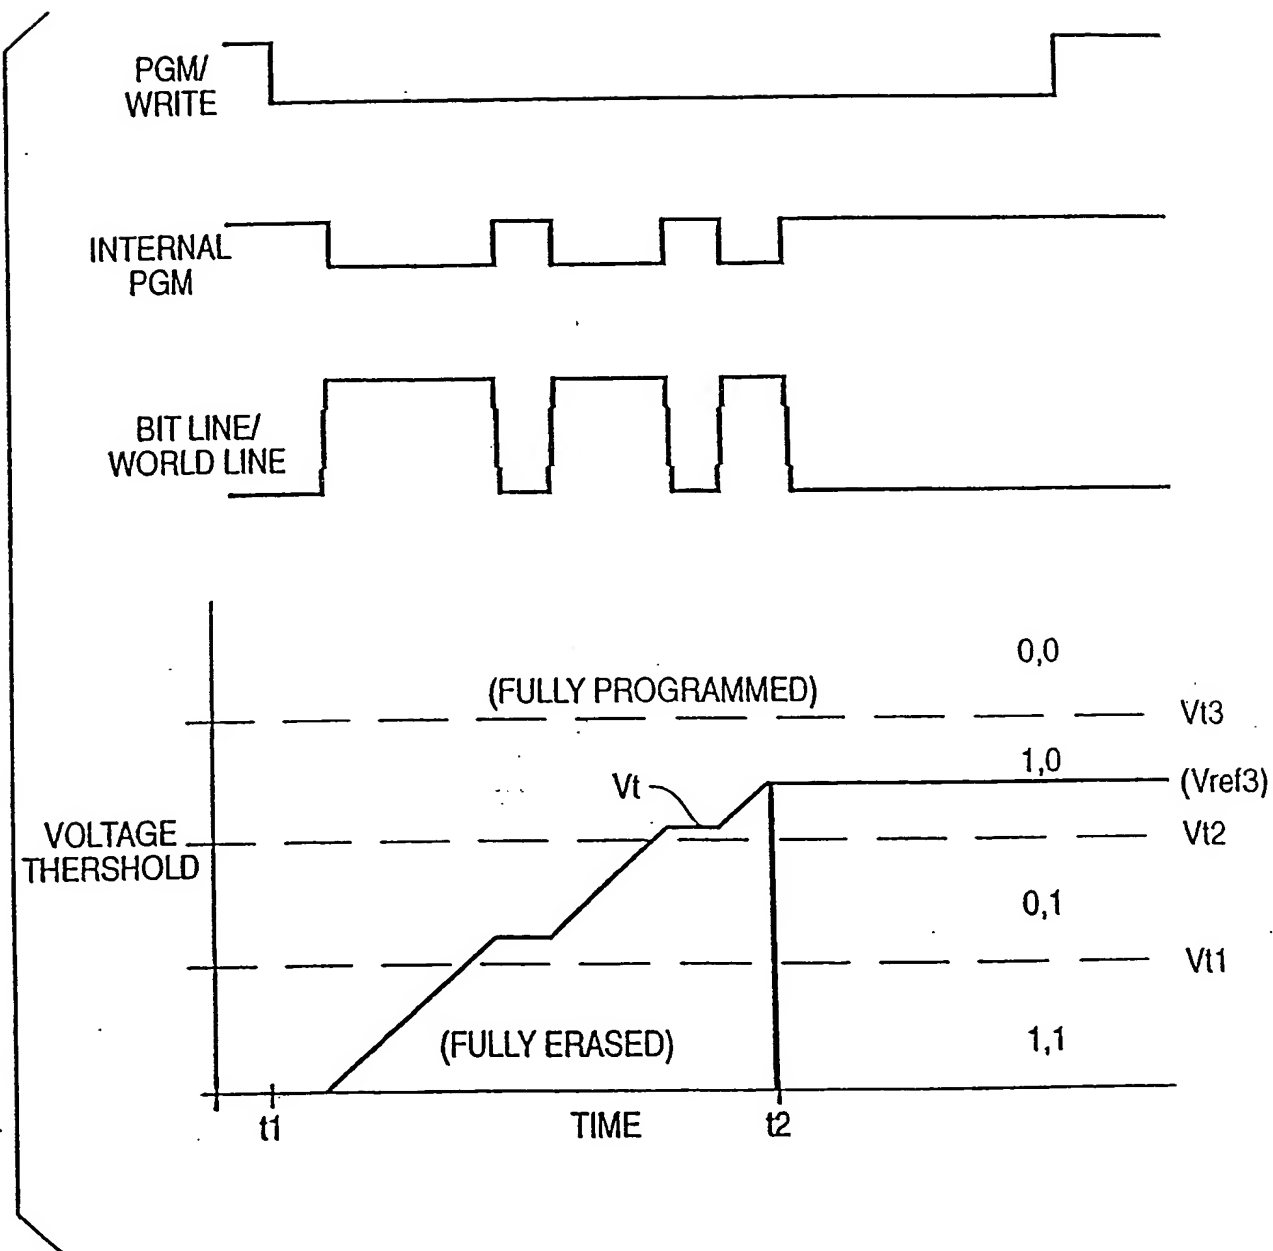 PGM/
WRITE
INTERNAL
PGM
BIT LINE/
WORLD LINE
0,0
(FULLY PROGRAMMED)
Vt3
1,0
Vt
(Vref3)
VOLTAGE
THERSHOLD
Vt2
0,1
Vt1
(FULLY ERASED)
1,1
t1
TIME
t2